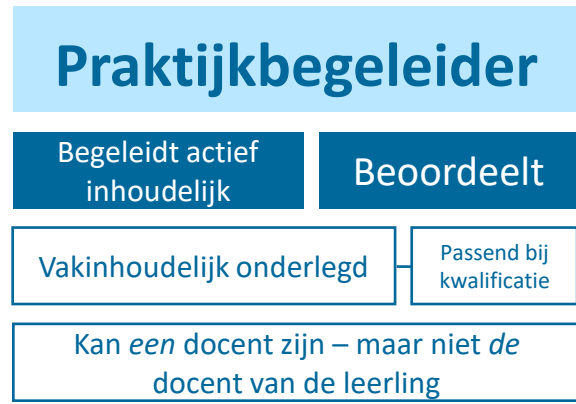 Praktijkbegeleider
Begeleidt actief
inhoudelijk
Beoordeelt
Vakinhoudelijk onderlegd
Passend bij
kwalificatie
Kan een docent zijn – maar niet de
docent van de leerling